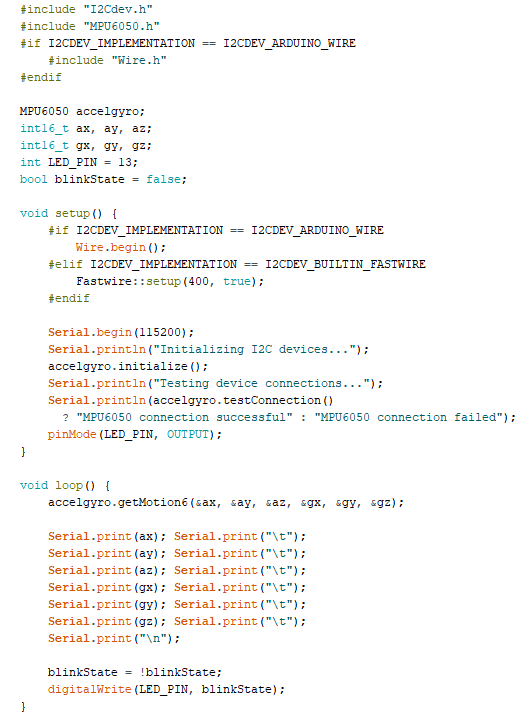 #include "I2Cdev.h"
#include "MPU6050.h"
#if I2CDEV_IMPLEMENTATION == I2CDEV_ARDUINO_WIRE
    #include "Wire.h"
#endif

MPU6050 accelgyro;
int16_t ax, ay, az;
int16_t gx, gy, gz;
int LED_PIN = 13;
bool blinkState = false;

void setup() {
    #if I2CDEV_IMPLEMENTATION == I2CDEV_ARDUINO_WIRE
        Wire.begin();
    #elif I2CDEV_IMPLEMENTATION == I2CDEV_BUILTIN_FASTWIRE
        Fastwire::setup(400, true);
    #endif

    Serial.begin(115200);
    Serial.println("Initializing I2C devices...");
    accelgyro.initialize();
    Serial.println("Testing device connections...");
    Serial.println(accelgyro.testConnection()
      ? "MPU6050 connection successful" : "MPU6050 connection failed");
    pinMode(LED_PIN, OUTPUT);
}

void loop() {
    accelgyro.getMotion6(&ax, &ay, &az, &gx, &gy, &gz);

    Serial.print(ax); Serial.print("\t");
    Serial.print(ay); Serial.print("\t");
    Serial.print(az); Serial.print("\t");
    Serial.print(gx); Serial.print("\t");
    Serial.print(gy); Serial.print("\t");
    Serial.print(gz); Serial.print("\t");
    Serial.print("\n");

    blinkState = !blinkState;
    digitalWrite(LED_PIN, blinkState);
}